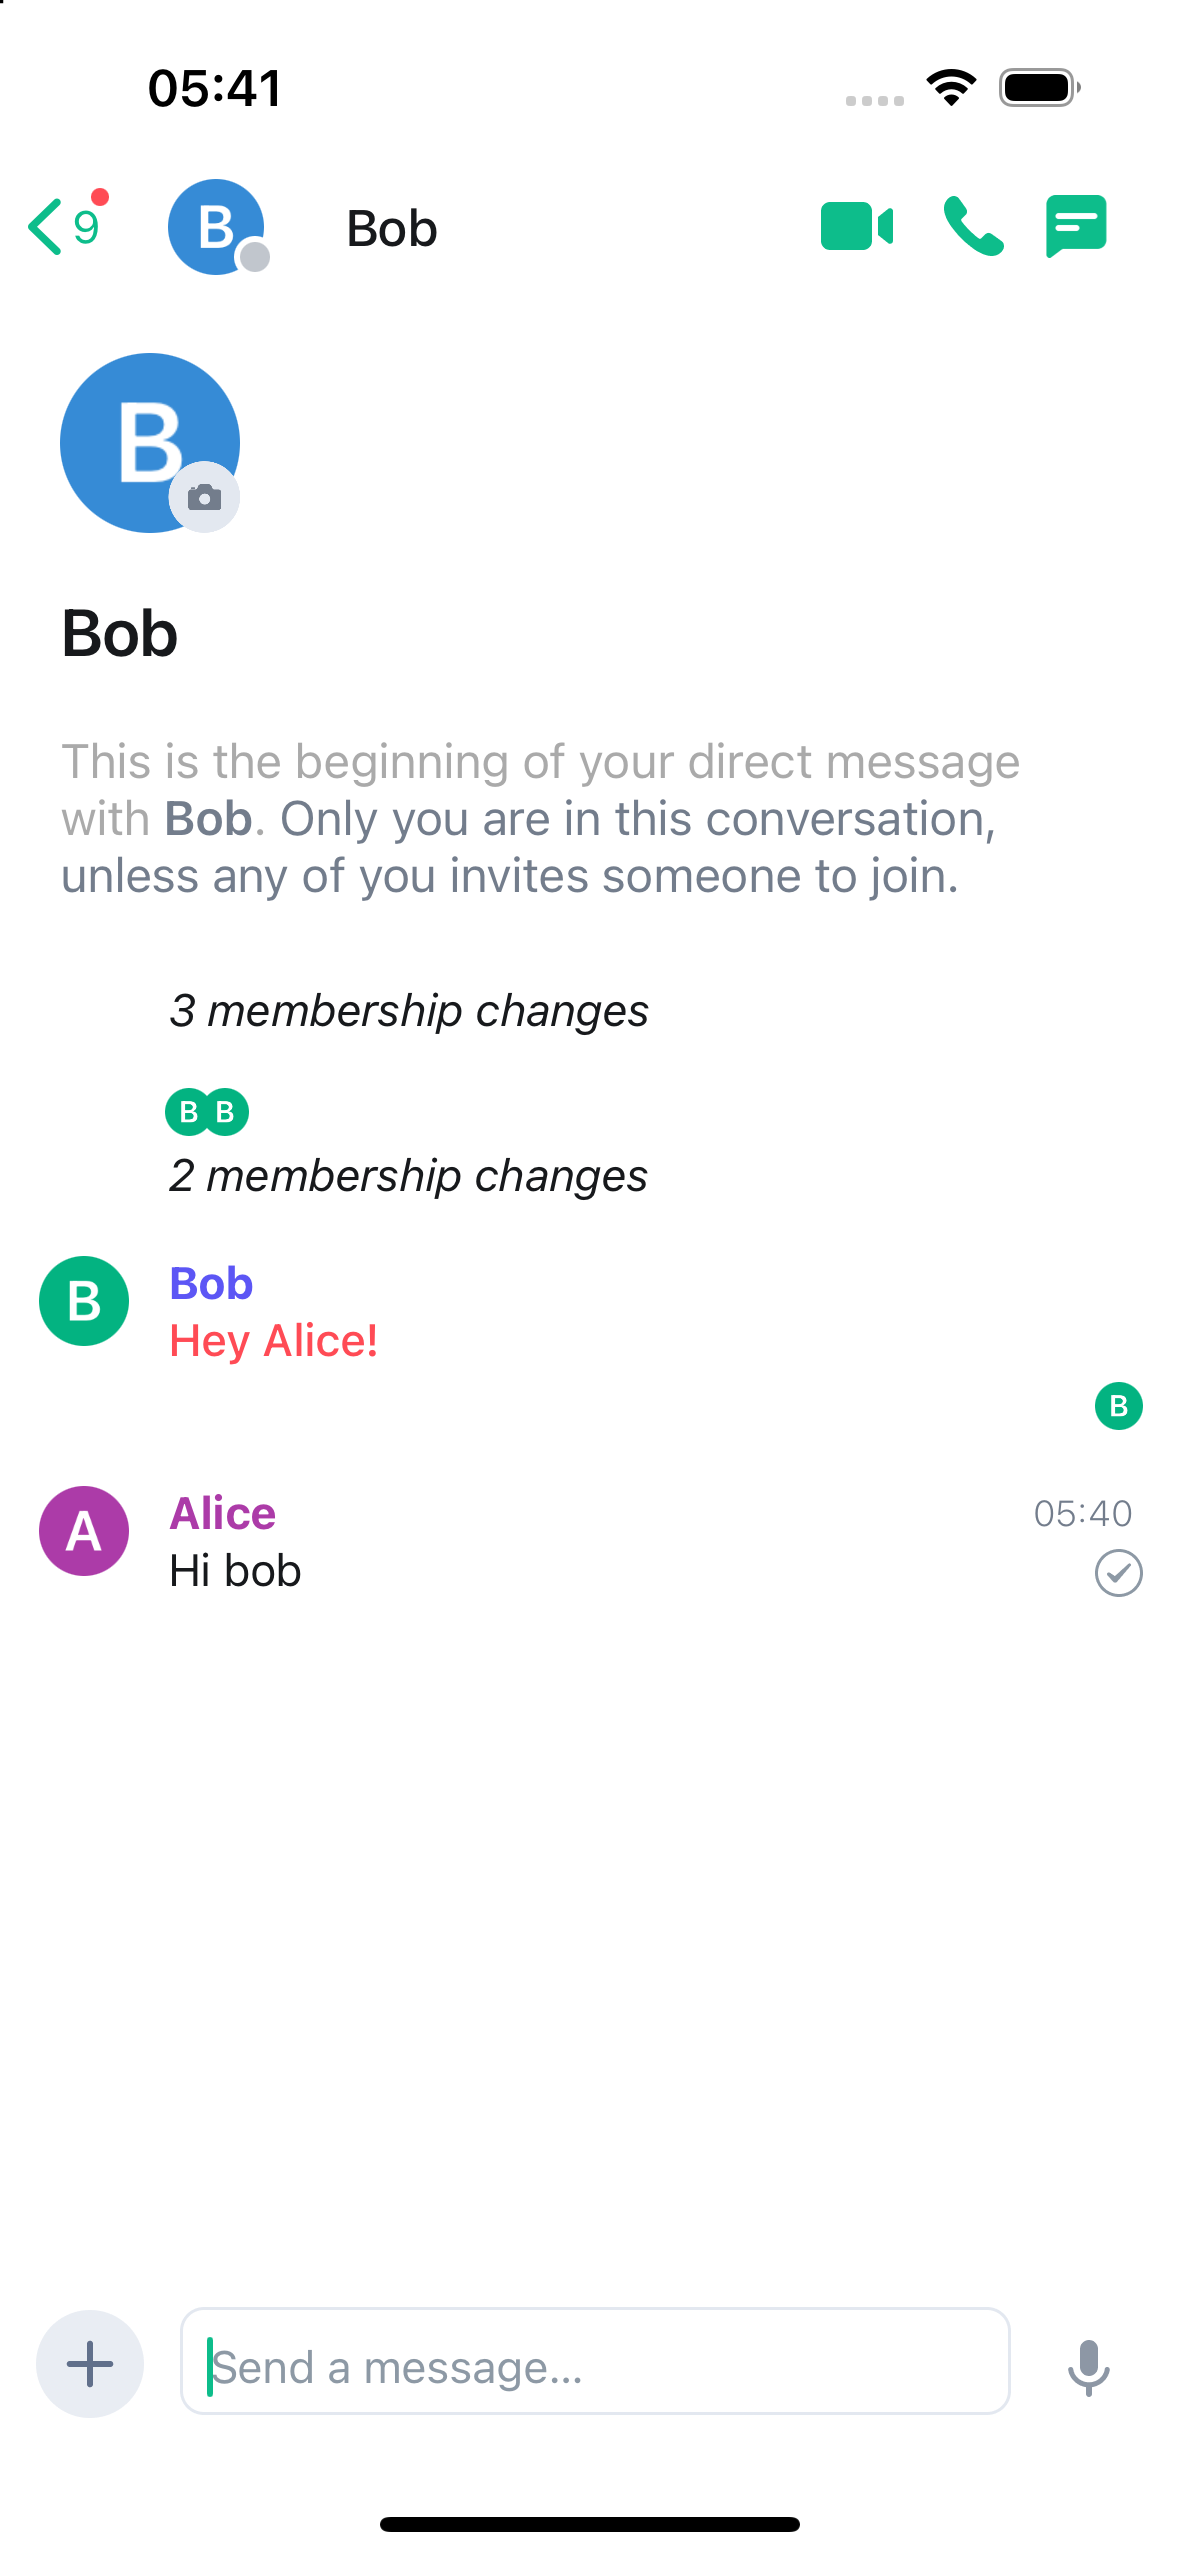 05:41
9
B
Bob
B
Bob
This is the beginning of your direct message
with Bob. Only you are in this conversation,
unless any of you invites someone to join.
3 membership changes
B B
2 membership changes
B
Bob
Hey Alice!
B
A
Alice
05:40
Hi bob
Send a message...